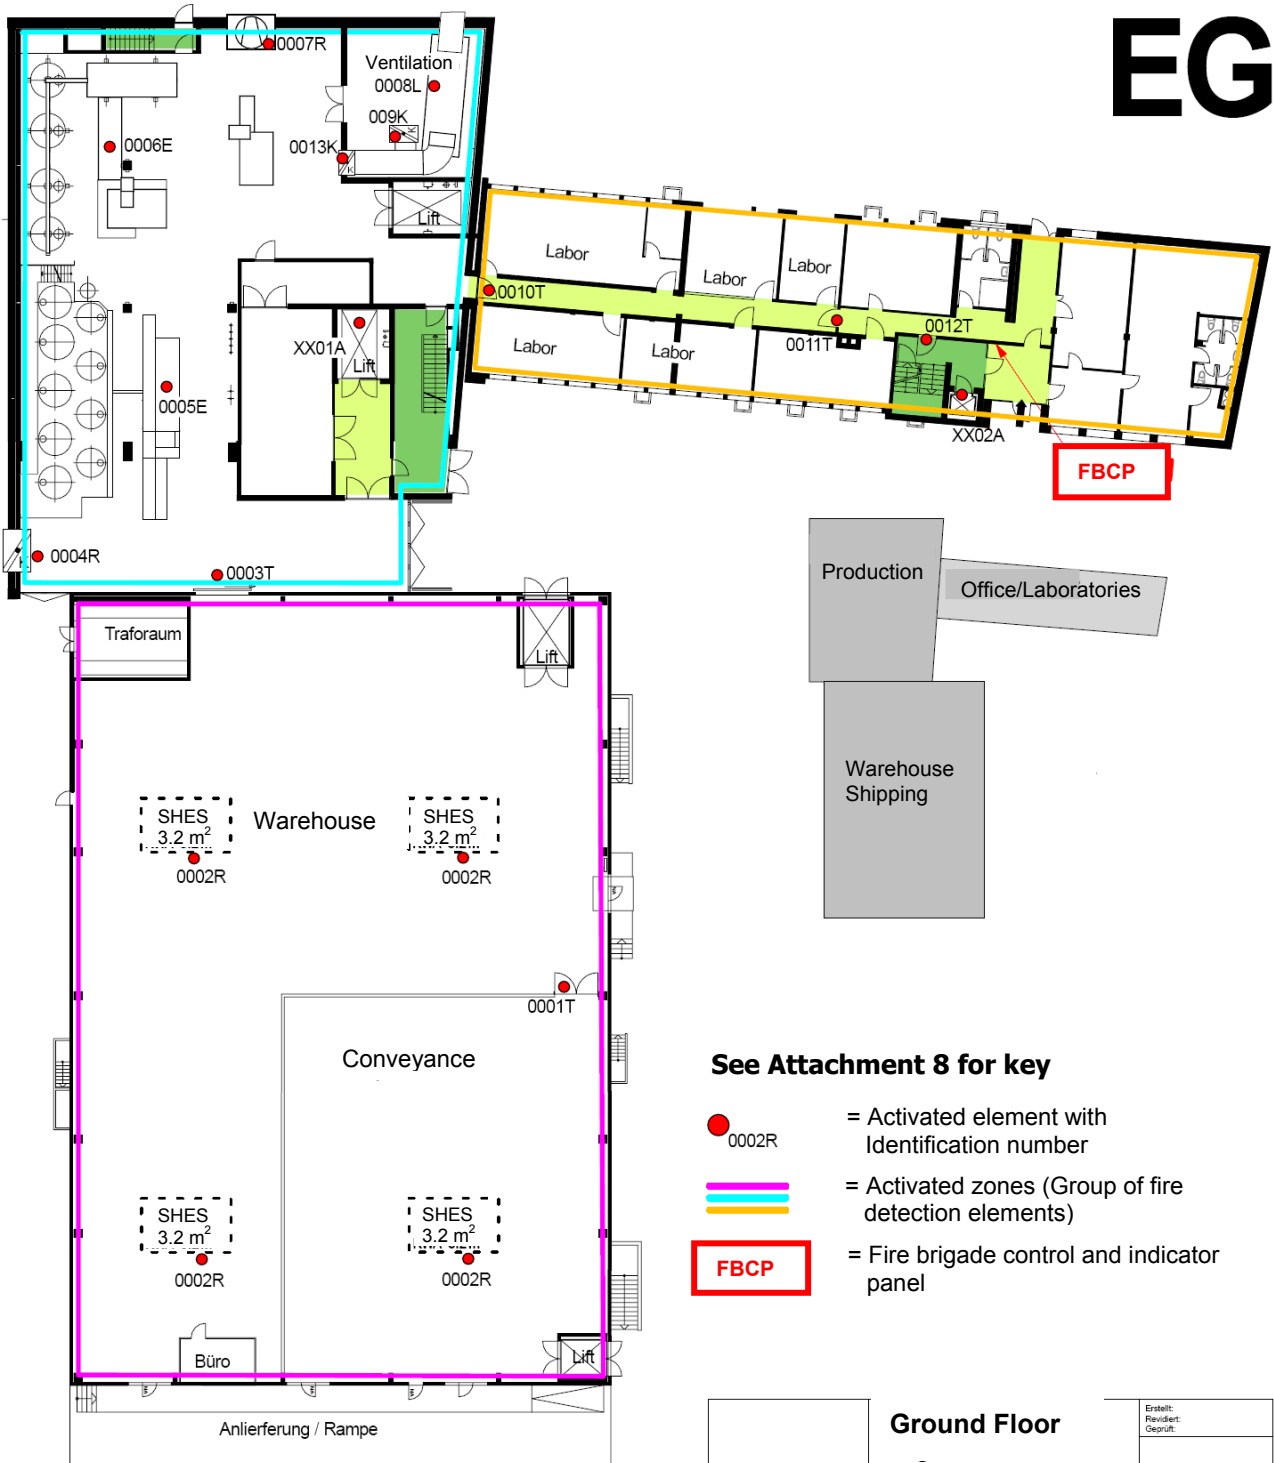 EG
0007R
Ventilation
0008L
009K
0013K
0006E
Lift
Labor
Labor
Labor
0010T
XX01A
Lift
0011T
0012T
Labor
Labor
0005E
XX02A
FBCP
0004R
0003T
Production
Office/Laboratories
Traforaum
Lift
Warehouse
Shipping
SHES
3.2 m²
Warehouse
SHES
3.2 m²
0002R
0002R
0001T
Conveyance
See Attachment 8 for key
0002R
= Activated element with
Identification number
= Activated zones (Group of fire
detection elements)
FBCP
= Fire brigade control and indicator
panel
SHES
3.2 m²
SHES
3.2 m²
0002R
0002R
Büro
Lift
Anlierferung / Rampe
Ground Floor
Erstellt:
Revidiert:
Geprüft: